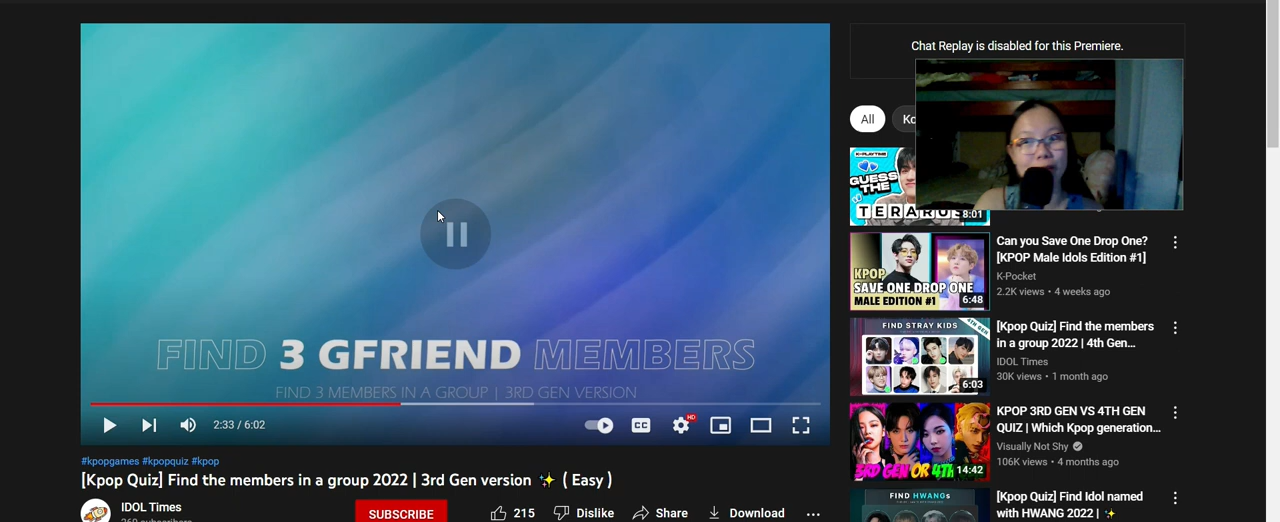 FIND 3 GFRIEND MEMBERS
FIND 3 MEMBERS IN A GROUP | 3RD GEN VERSION
CC
HD
2:33 / 6:02
#kpopgames #kpopquiz #kpop
[Kpop Quiz] Find the members in a group 2022 | 3rd Gen version ✨ ( Easy )
IDOL Times
SUBSCRIBE
215
Dislike
Share
Download
Chat Replay is disabled for this Premiere.
All
K-PLAYTIME
GUESS
THE
8:01
KPOP
SAVE ONE DROP ONE
MALE EDITION #1
6:48
Can you Save One Drop One?
[KPOP Male Idols Edition #1]
K-Pocket
2.2K views • 4 weeks ago
FIND STRAY KIDS
4TH GEN
6:03
[Kpop Quiz] Find the members
in a group 2022 | 4th Gen...
IDOL Times
30K views • 1 month ago
3RD GEN OR 4TH
14:42
KPOP 3RD GEN VS 4TH GEN
QUIZ | Which Kpop generation...
Visually Not Shy
106K views • 4 months ago
FIND HWANGs
[Kpop Quiz] Find Idol named
with HWANG 2022 | ✨